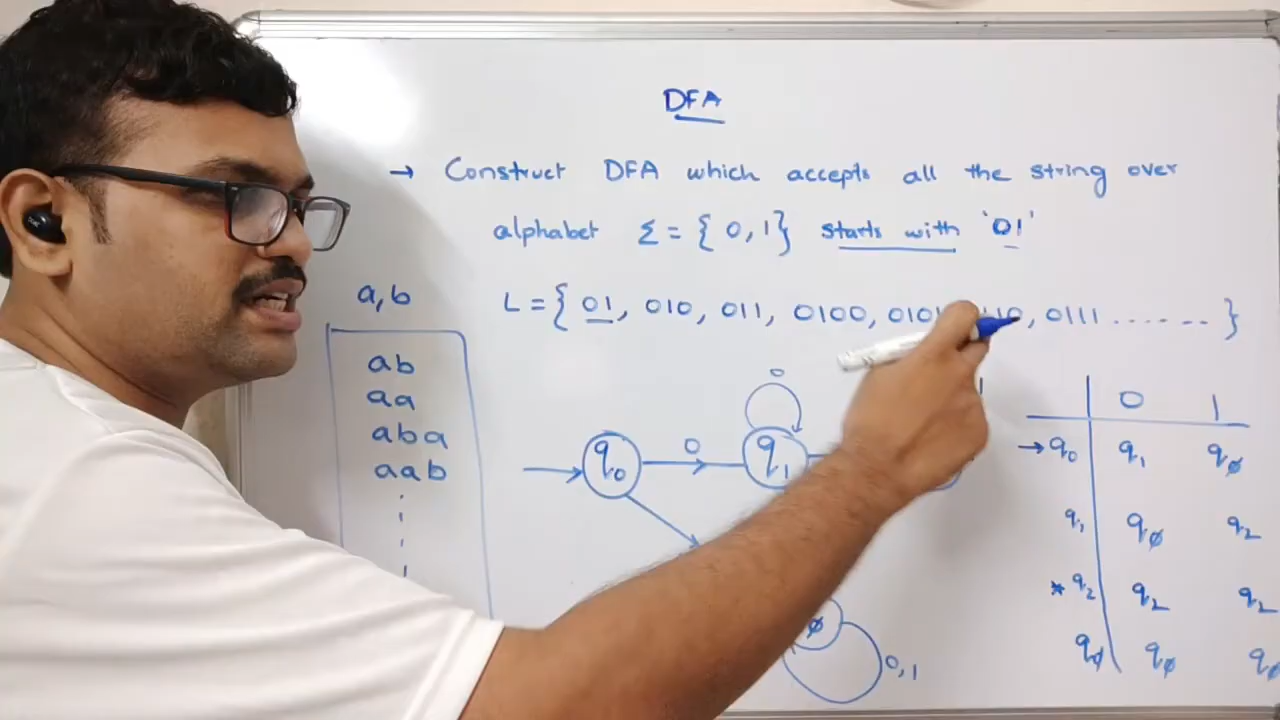 DFA
→ Construct DFA which accepts all the string over
alphabet Σ = { 0, 1 } starts with '01'
a,b
L = { 01, 010, 011, 0100, 0101 110, 0111 . . . . . . . . }
ab
aa
aba
aab
0
q0
0
q1
ϕ
0,1
0 1
→ q0 q1 qϕ
q1 qϕ q2
* q2 q2 q2
qϕ qϕ qϕ